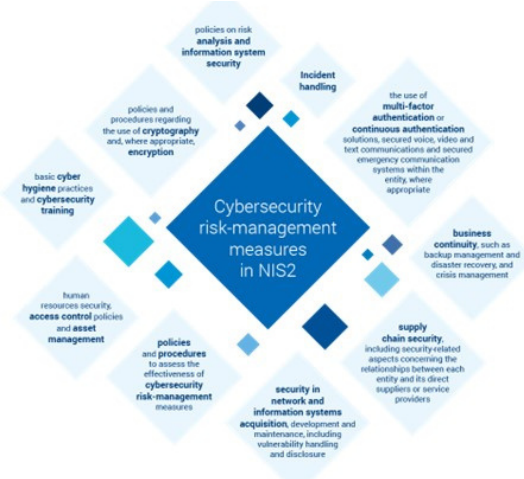 policies on risk
analysis and
information system
security
Incident
handling
the use of
multi-factor
authentication or
continuous authentication
solutions, secured voice, video and
text communications and secured
emergency communication
systems within the
entity, where
appropriate
policies and
procedures regarding
the use of cryptography
and, where appropriate,
encryption
basic cyber
hygiene practices
and cybersecurity
training
Cybersecurity
risk-management
measures
in NIS2
business
continuity, such as
backup management and
disaster recovery, and
crisis management
human
resources security,
access control policies
and asset
management
policies
and procedures
to assess the
effectiveness of
cybersecurity
risk-management
measures
security in
network and
information systems
acquisition, development and
maintenance, including
vulnerability handling
and disclosure
supply
chain security,
including security-related
aspects concerning the
relationships between each
entity and its direct
suppliers or service
providers